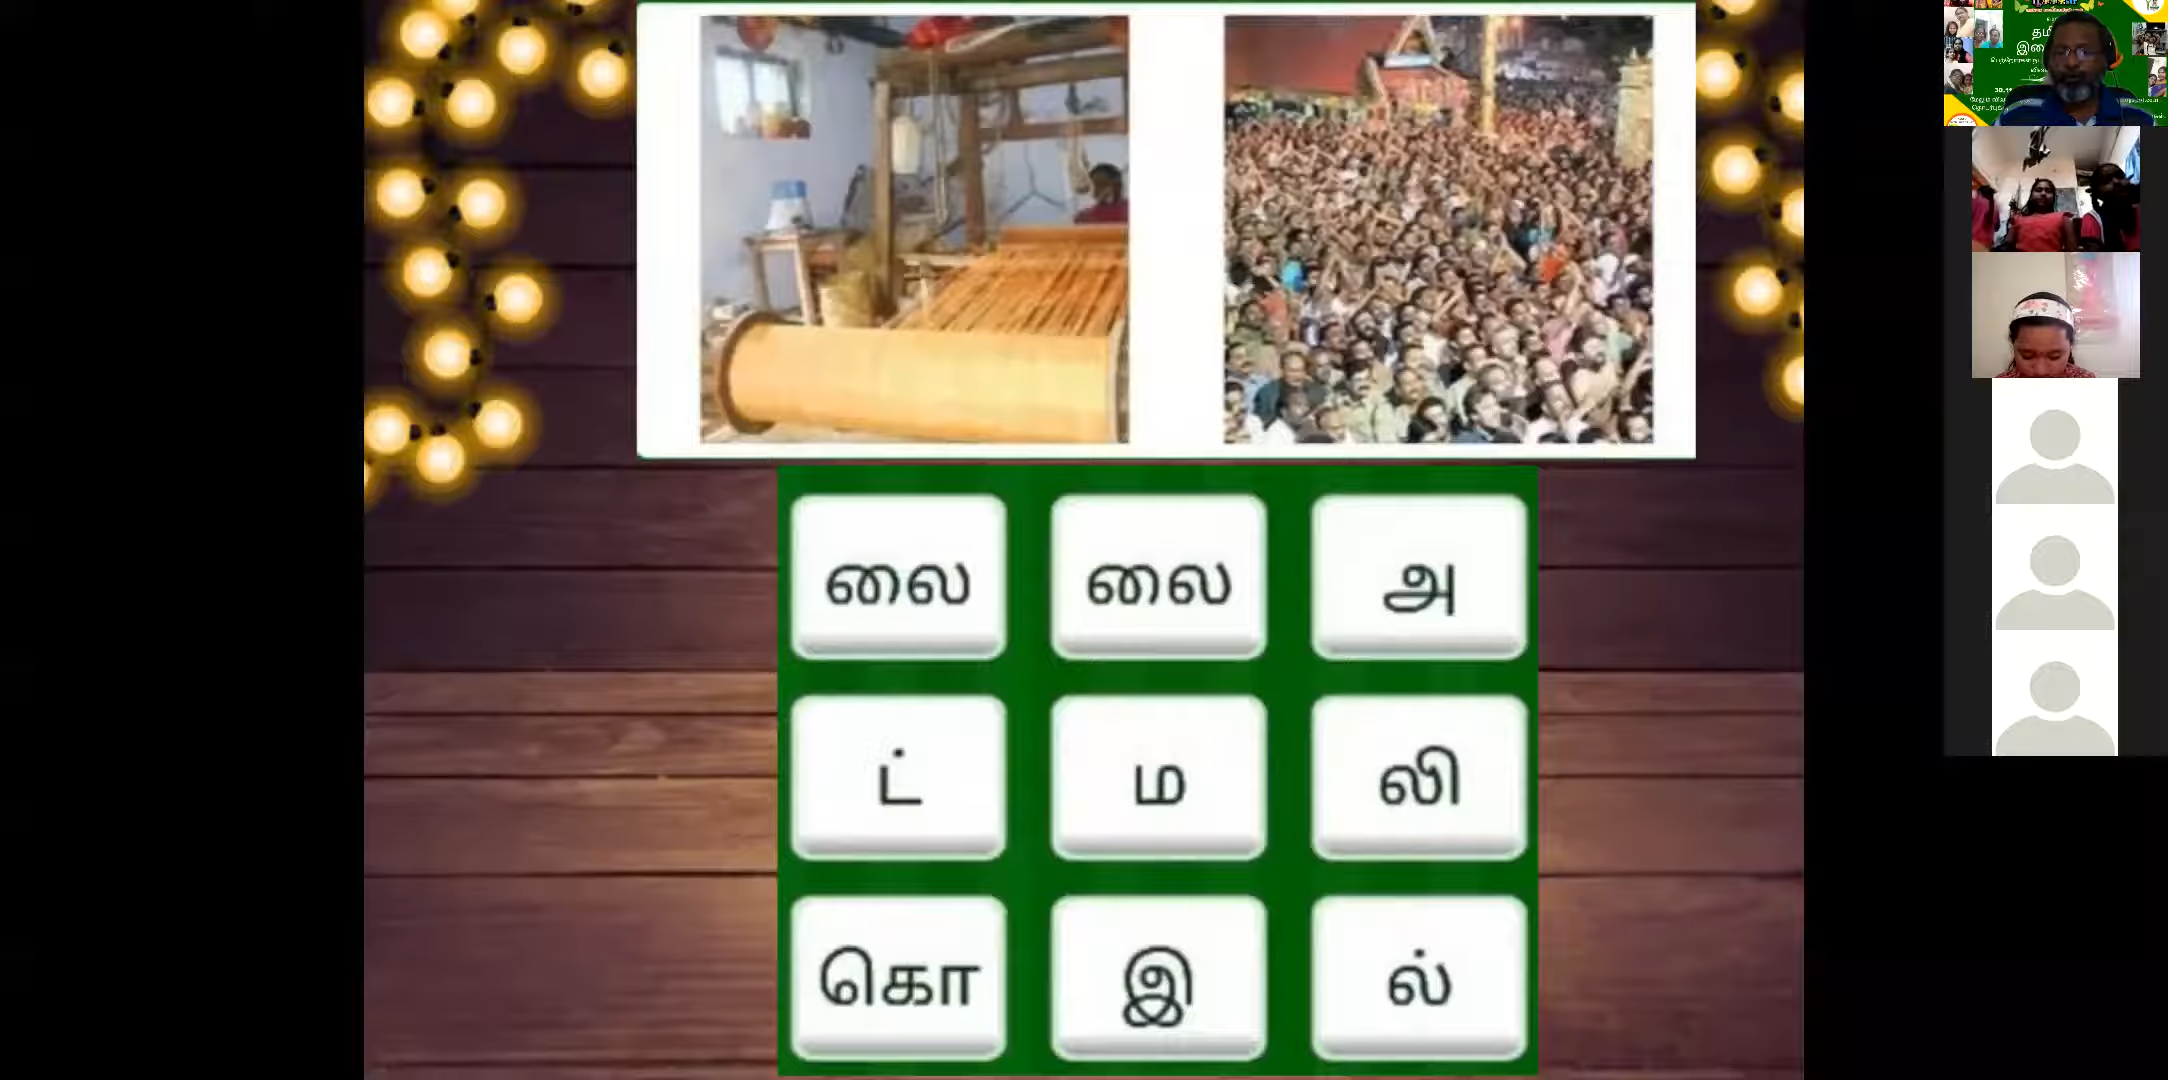 லை லை அ
ட் ம லி
கொ இ ல்